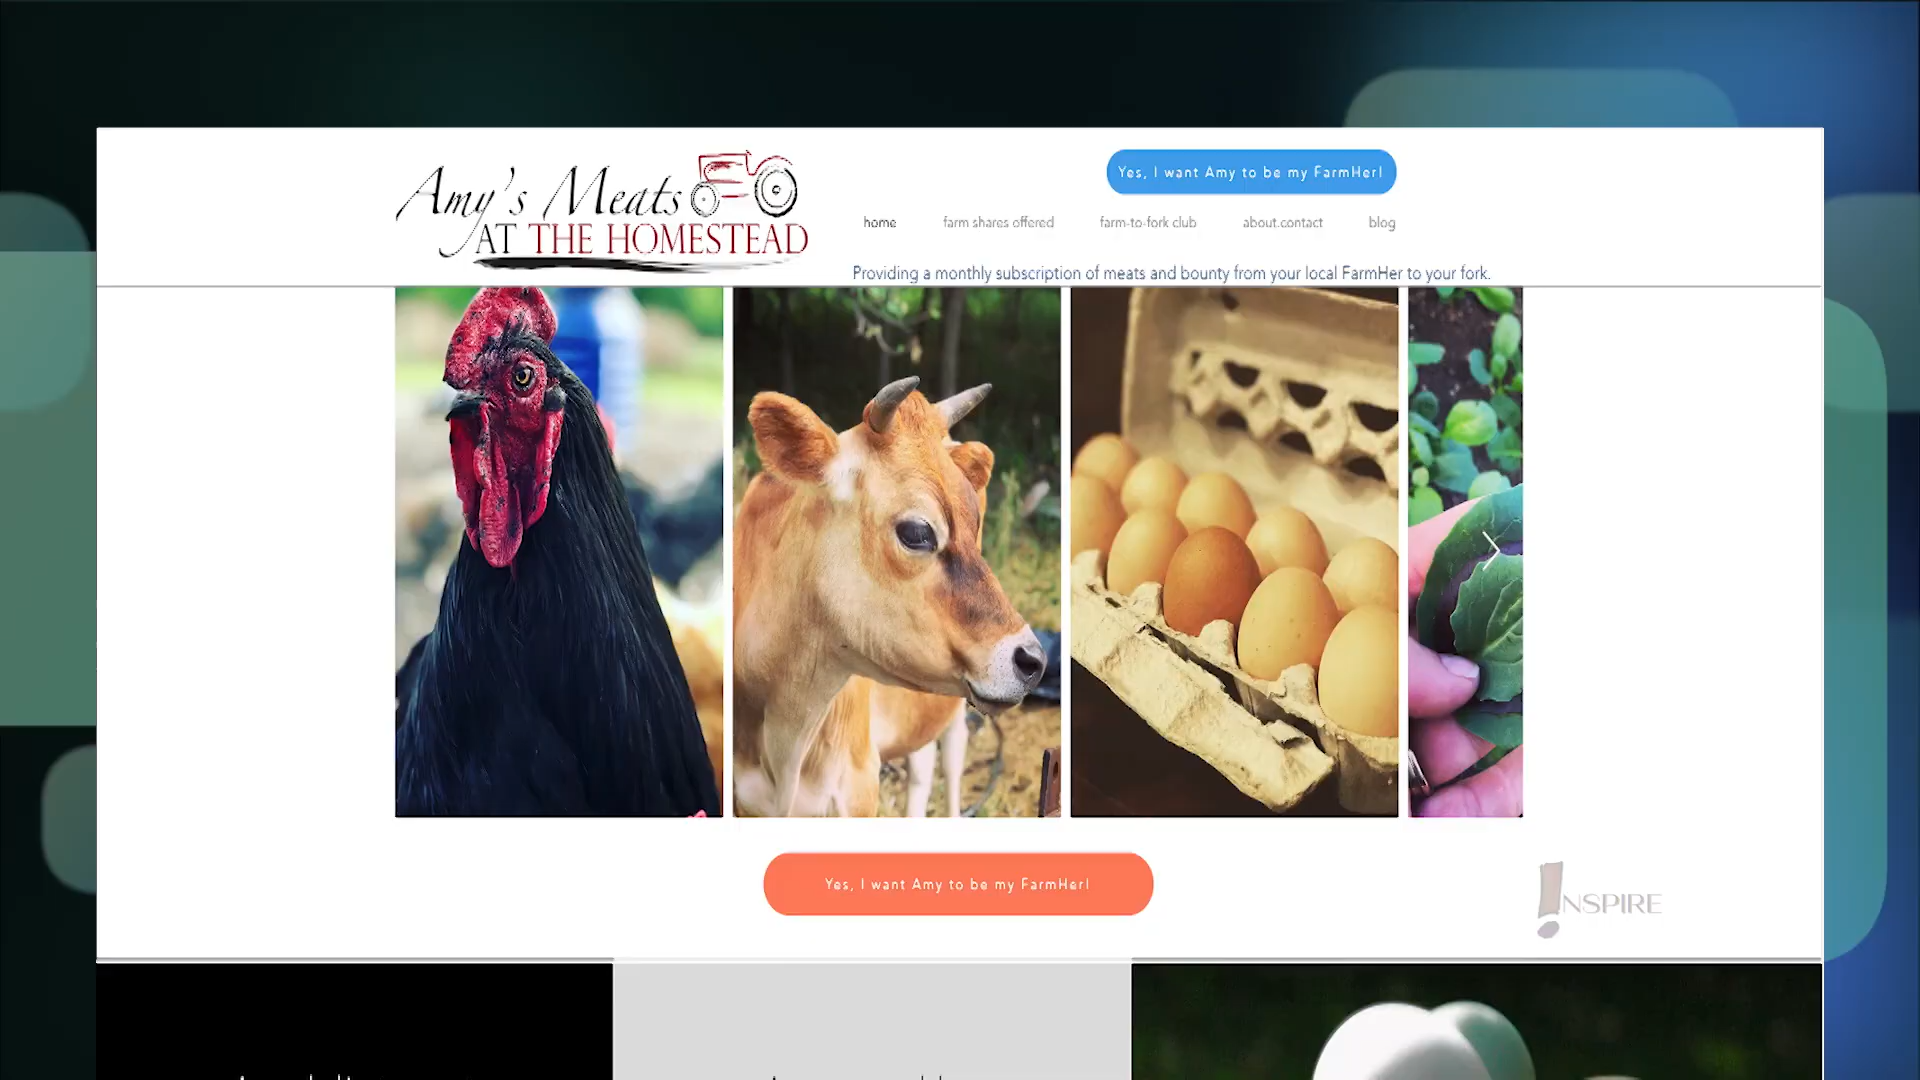 Amy's Meats
AT THE HOMESTEAD
Yes, I want Amy to be my FarmHer!
home farm shares offered farm-to-fork club about.contact blog
Providing a monthly subscription of meats and bounty from your local FarmHer to your fork.
Yes, I want Amy to be my FarmHer!
!NSPIRE